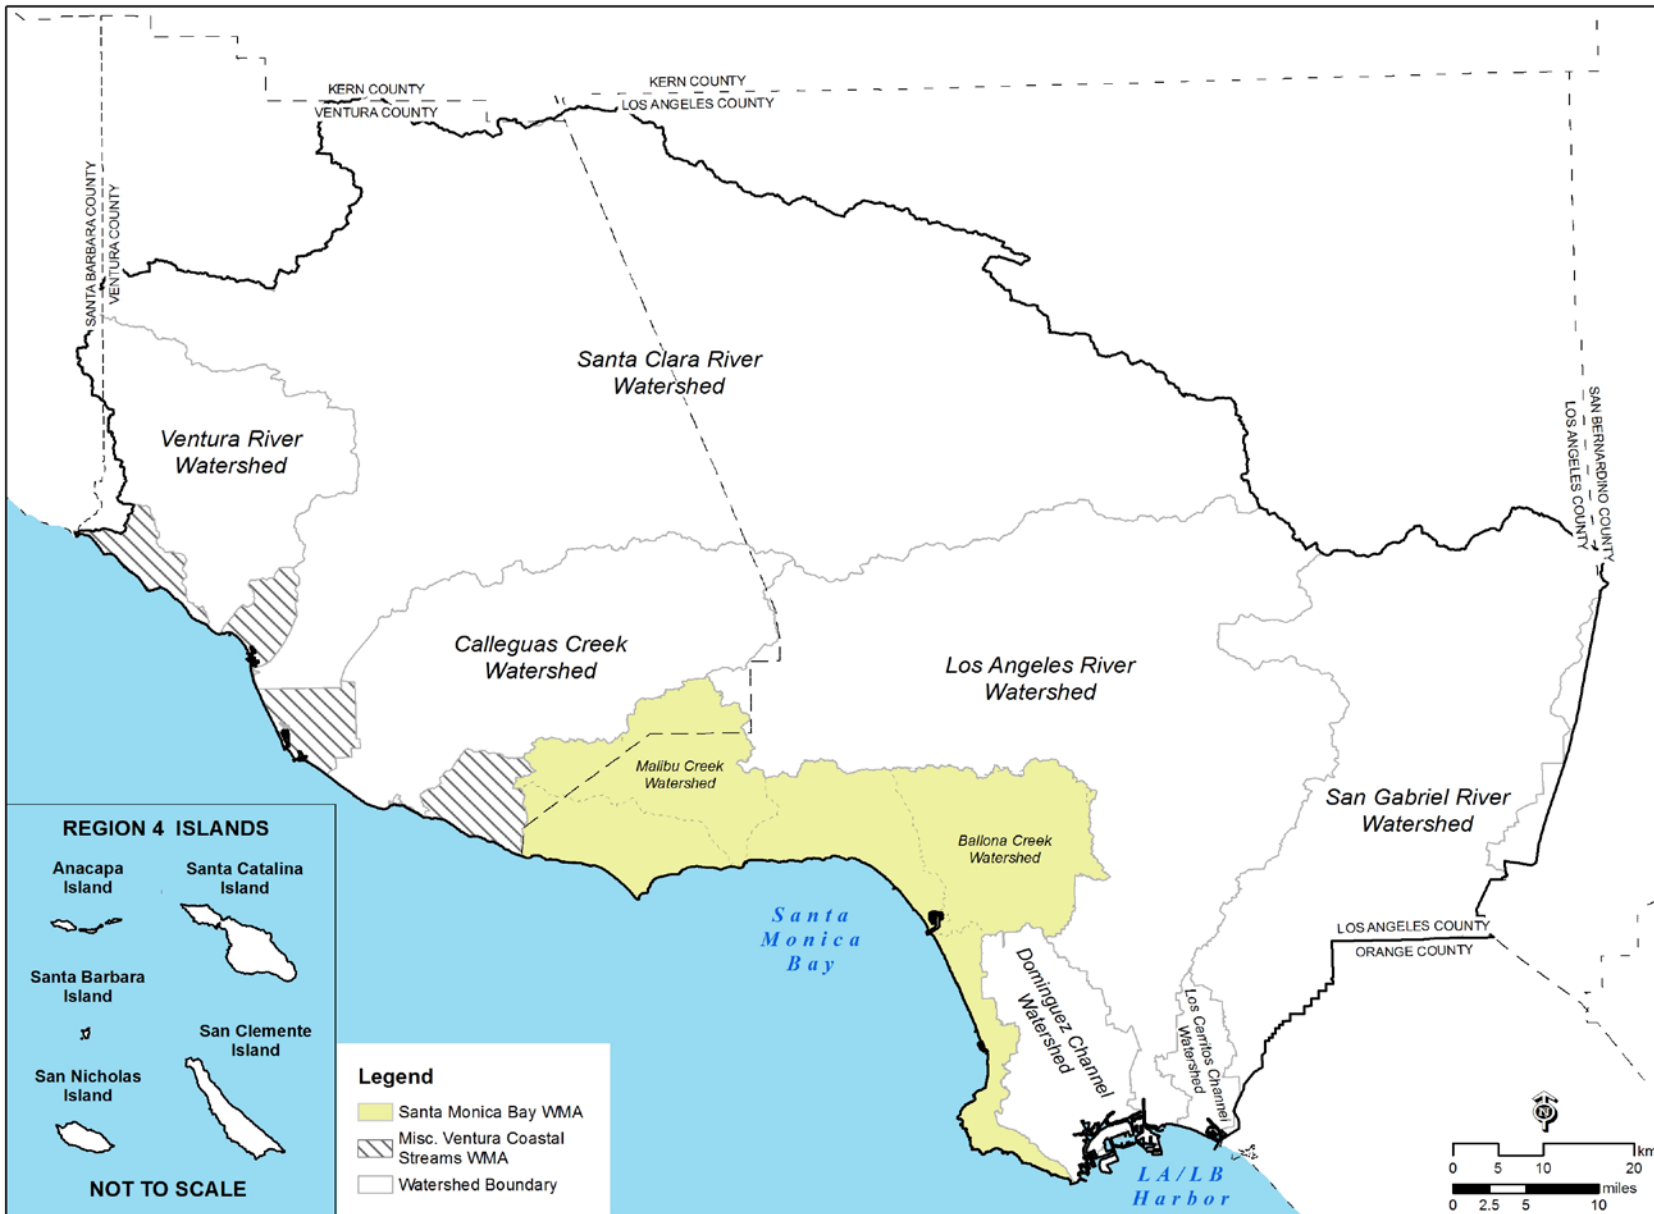 KERN COUNTY
VENTURA COUNTY
KERN COUNTY
LOS ANGELES COUNTY
SANTA BARBARA COUNTY
VENTURA COUNTY
Santa Clara River
Watershed
Ventura River
Watershed
SAN BERNARDINO COUNTY
LOS ANGELES COUNTY
Calleguas Creek
Watershed
Los Angeles River
Watershed
Malibu Creek
Watershed
San Gabriel River
Watershed
Ballona Creek
Watershed
Santa
Monica
Bay
LOS ANGELES COUNTY
ORANGE COUNTY
Dominguez Channel
Watershed
Los Cerritos Channel
Watershed
LA/LB
Harbor
REGION 4 ISLANDS
Anacapa
Island
Santa Catalina
Island
Santa Barbara
Island
San Clemente
Island
San Nicholas
Island
NOT TO SCALE
Legend
Santa Monica Bay WMA
Misc. Ventura Coastal
Streams WMA
Watershed Boundary
N
km
0 5 10 20
miles
0 2.5 5 10